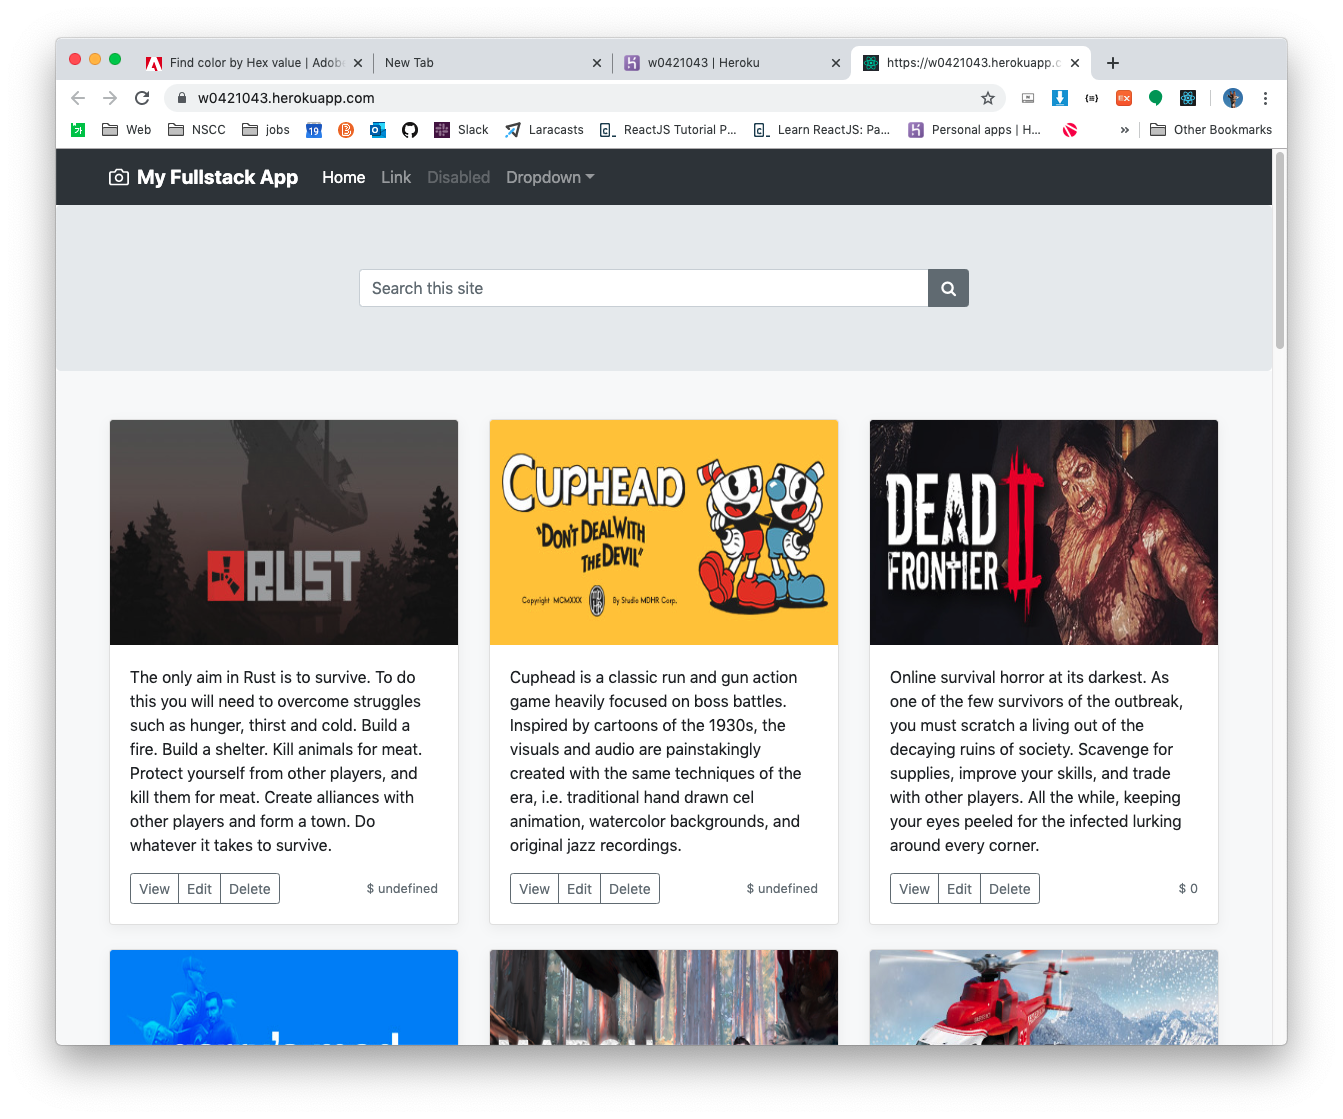 Find color by Hex value | Adob
New Tab
w0421043 | Heroku
https://w0421043.herokuapp.c
w0421043.herokuapp.com
Web
NSCC
jobs
19
Slack
Laracasts
ReactJS Tutorial P...
Learn ReactJS: Pa...
Personal apps | H...
»
Other Bookmarks
My Fullstack App
Home
Link
Disabled
Dropdown
Search this site
RUST
CUPHEAD
"DON'T DEAL WITH
THE DEVIL"
Copyright MCMXXX
MDHR
By Studio MDHR Corp.
DEAD
FRONTIER II
The only aim in Rust is to survive. To do
this you will need to overcome struggles
such as hunger, thirst and cold. Build a
fire. Build a shelter. Kill animals for meat.
Protect yourself from other players, and
kill them for meat. Create alliances with
other players and form a town. Do
whatever it takes to survive.
View Edit Delete
$ undefined
Cuphead is a classic run and gun action
game heavily focused on boss battles.
Inspired by cartoons of the 1930s, the
visuals and audio are painstakingly
created with the same techniques of the
era, i.e. traditional hand drawn cel
animation, watercolor backgrounds, and
original jazz recordings.
View Edit Delete
$ undefined
Online survival horror at its darkest. As
one of the few survivors of the outbreak,
you must scratch a living out of the
decaying ruins of society. Scavenge for
supplies, improve your skills, and trade
with other players. All the while, keeping
your eyes peeled for the infected lurking
around every corner.
View Edit Delete
$ 0